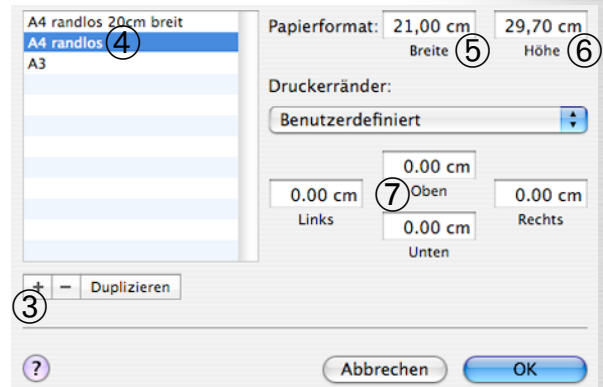 A4 randlos 20cm breit
A4 randlos ④
A3
+ − Duplizieren
③
Papierformat: 21,00 cm 29,70 cm
Breite ⑤ Höhe ⑥
Druckerränder:
Benutzerdefiniert
0.00 cm
⑦ Oben
0.00 cm 0.00 cm
Links Rechts
0.00 cm
Unten
? Abbrechen OK